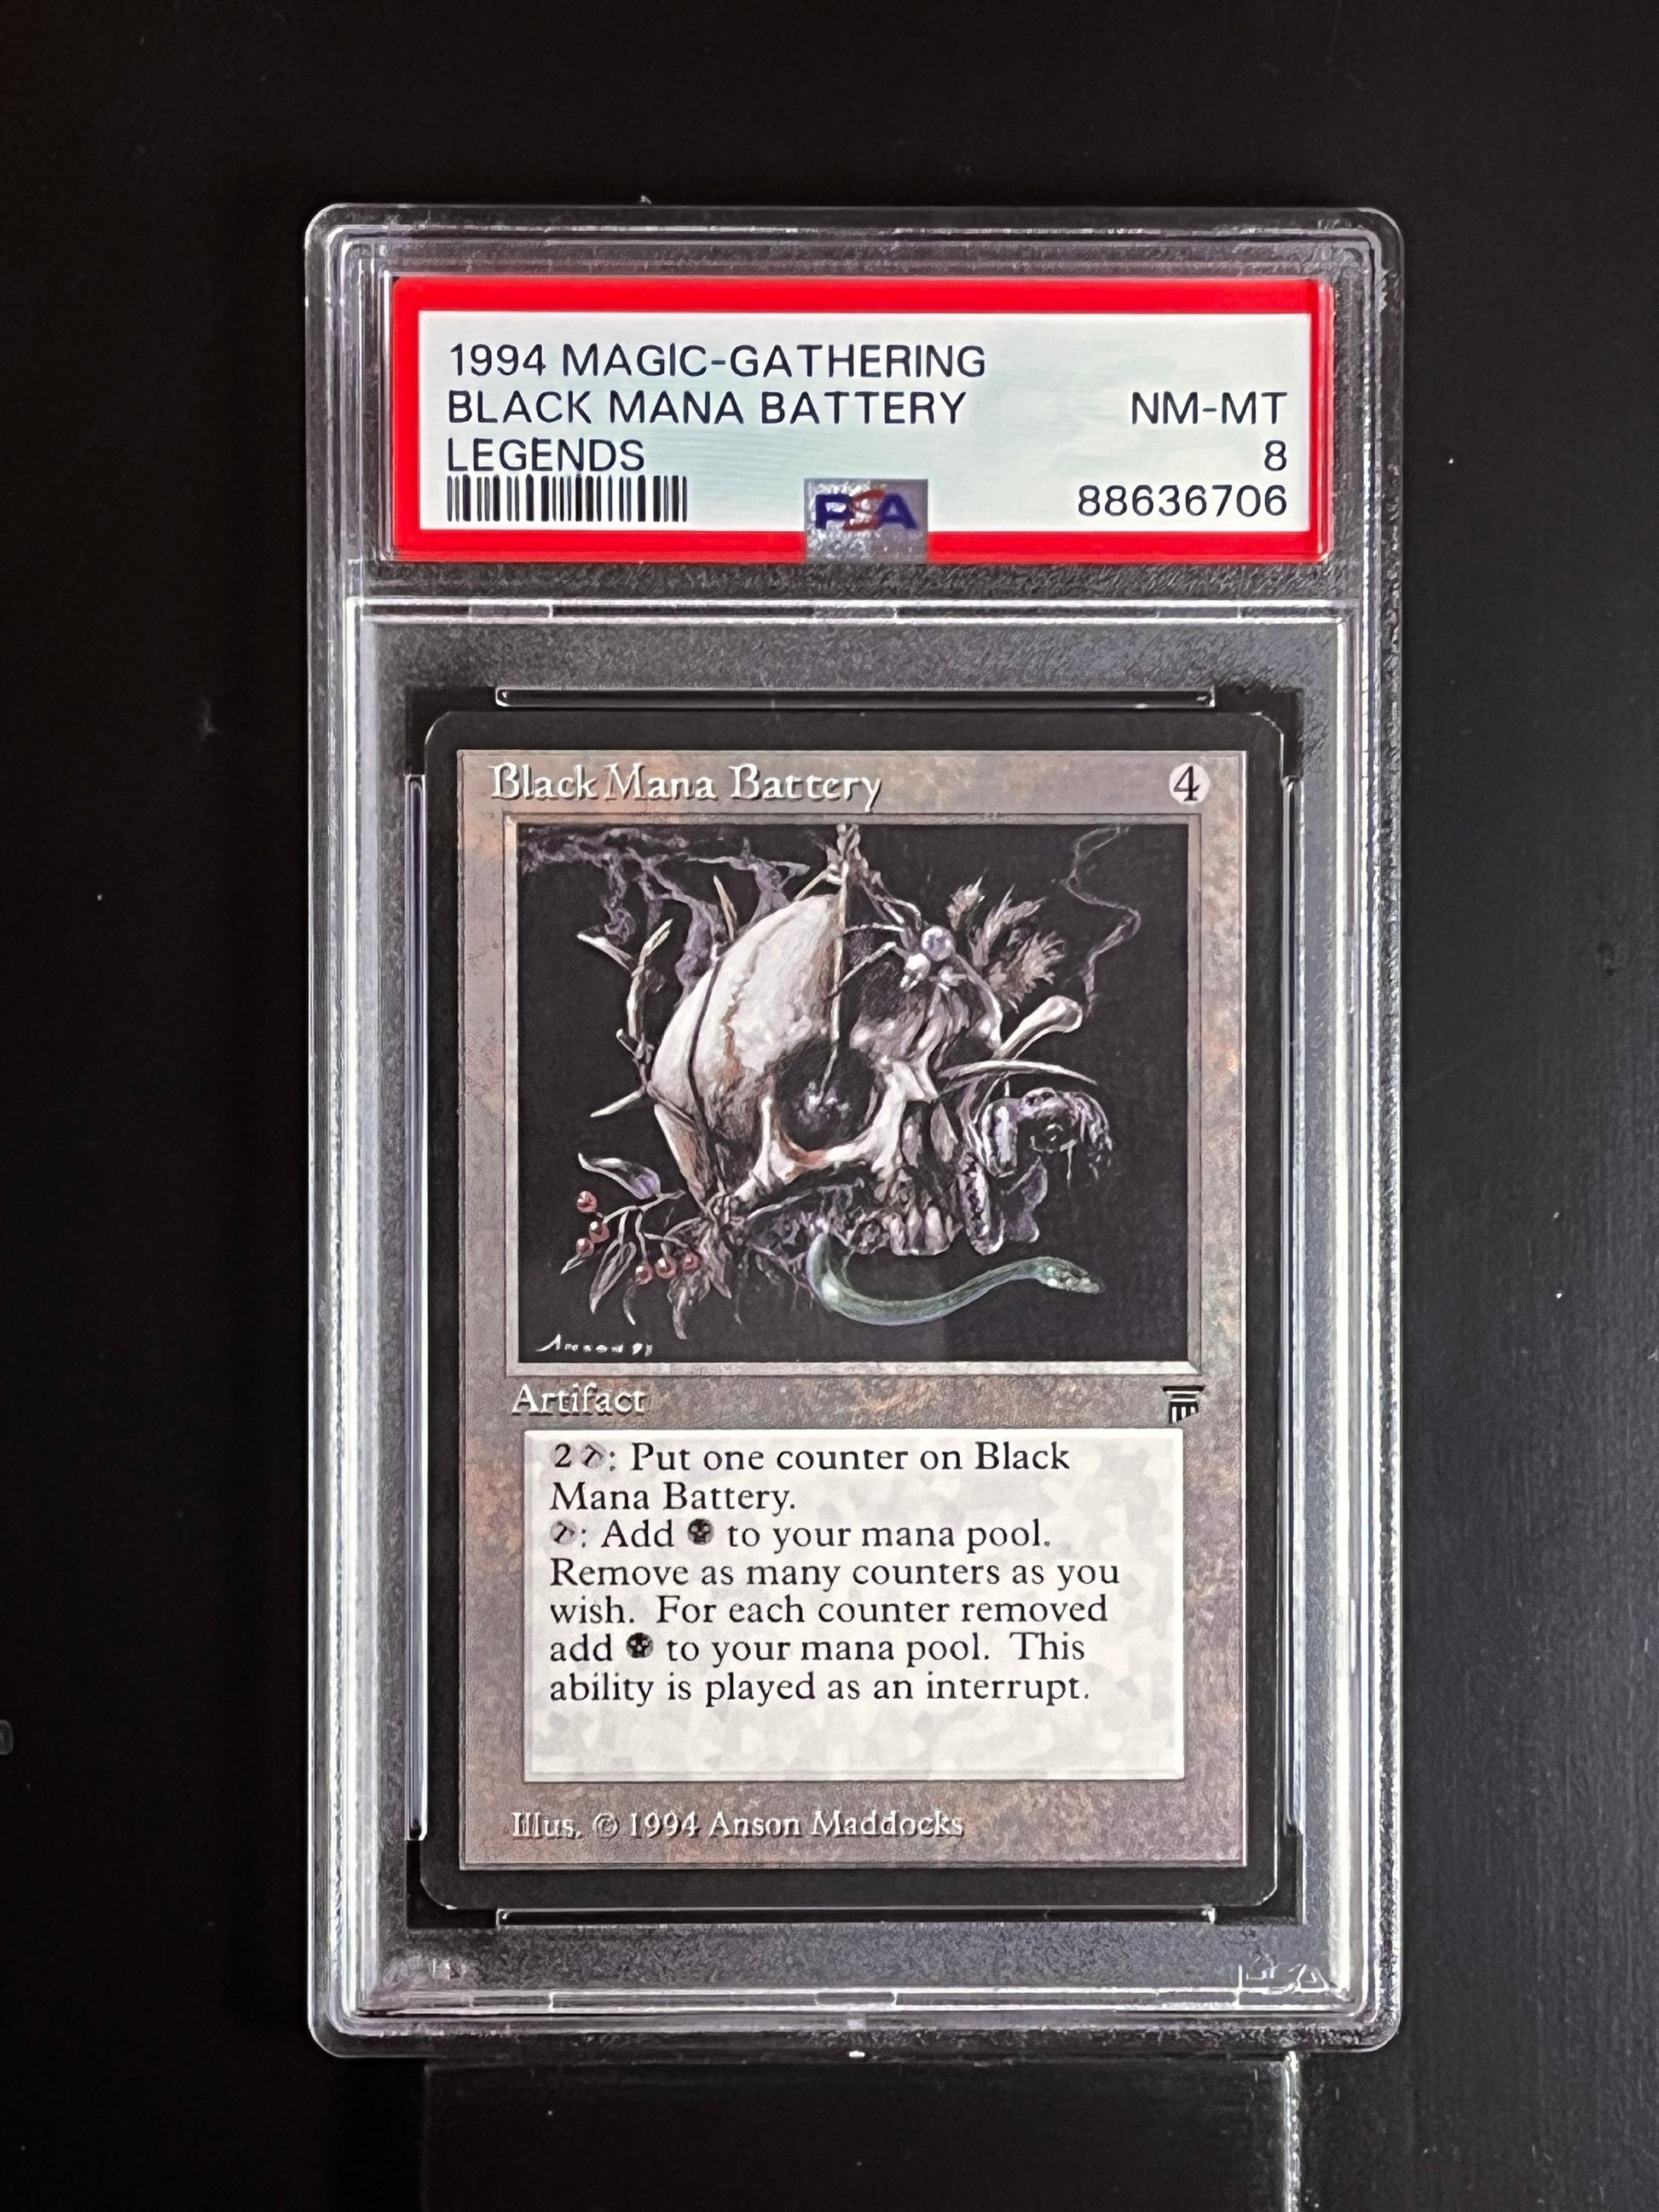 1994 MAGIC-GATHERING
BLACK MANA BATTERY NM-MT
LEGENDS 8
PSA 88636706
Black Mana Battery 4
Anson 93
Artifact
2 T: Put one counter on Black
Mana Battery.
T: Add to your mana pool.
Remove as many counters as you
wish. For each counter removed
add to your mana pool. This
ability is played as an interrupt.
Illus. © 1994 Anson Maddocks
PSA